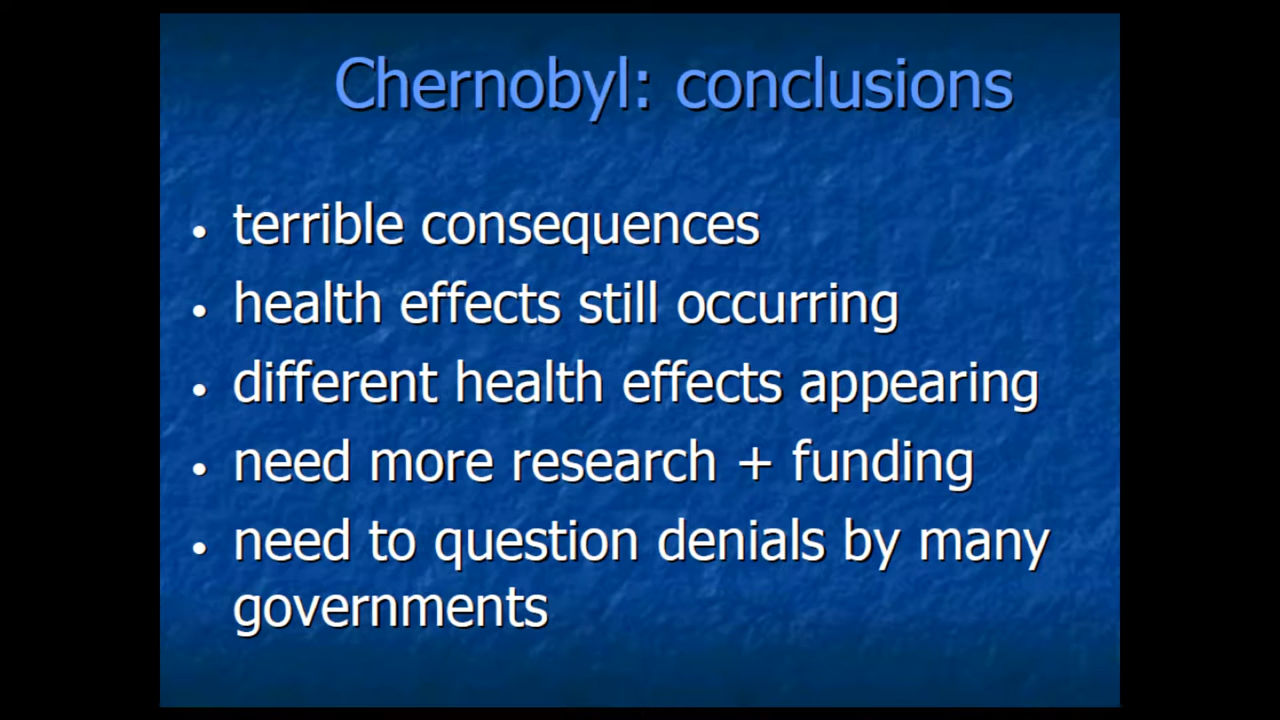 Chernobyl: conclusions
• terrible consequences
• health effects still occurring
• different health effects appearing
• need more research + funding
• need to question denials by many
governments